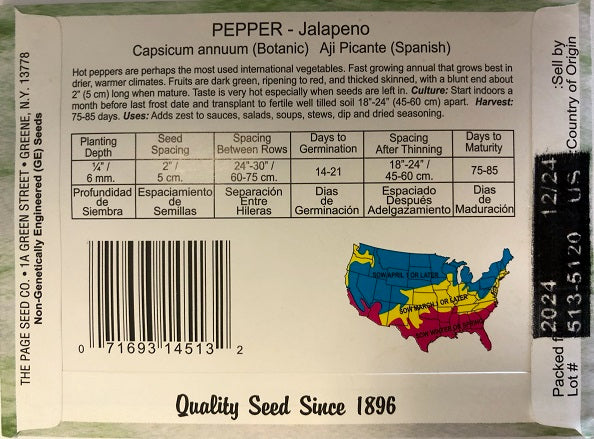 PEPPER - Jalapeno
Capsicum annuum (Botanic) Aji Picante (Spanish)
Hot peppers are perhaps the most used international vegetables. Fast growing annual that grows best in
drier, warmer climates. Fruits are dark green, ripening to red, and thicked skinned, with a blunt end about
2" (5 cm) long when mature. Taste is very hot especially when seeds are left in. Culture: Start indoors a
month before last frost date and transplant to fertile well tilled soil 18"-24" (45-60 cm) apart. Harvest:
75-85 days. Uses: Adds zest to sauces, salads, soups, stews, dip and dried seasoning.
Planting Depth Seed Spacing Spacing Between Rows Days to Germination Spacing After Thinning Days to Maturity
¼" / 6 mm. 2" / 5 cm. 24"-30" / 60-75 cm. 14-21 18"-24" / 45-60 cm. 75-85
Profundidad de Siembra Espaciamiento de Semillas Separación Entre Hileras Dias de Germinación Espaciado Después Adelgazamiento Dias de Maduración
SOW APRIL 1 OR LATER
SOW MARCH 1 OR LATER
SOW WINTER OR SPRING
0 71693 14513 2
Quality Seed Since 1896
THE PAGE SEED CO. • 1A GREEN STREET • GREENE, N.Y. 13778
Non-Genetically Engineered (GE) Seeds
Packed f 2024 12/24 :Sell by
Lot # 513-5120 US Country of Origin